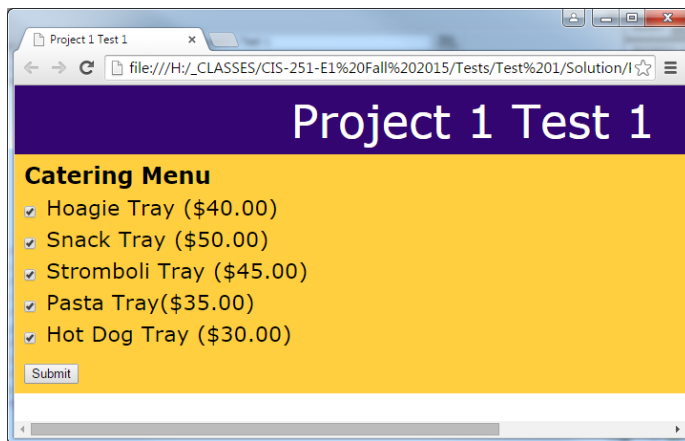 Project 1 Test 1
file:///H:/_CLASSES/CIS-251-E1%20Fall%202015/Tests/Test%201/Solution/
Project 1 Test 1
Catering Menu
Hoagie Tray ($40.00)
Snack Tray ($50.00)
Stromboli Tray ($45.00)
Pasta Tray($35.00)
Hot Dog Tray ($30.00)
Submit